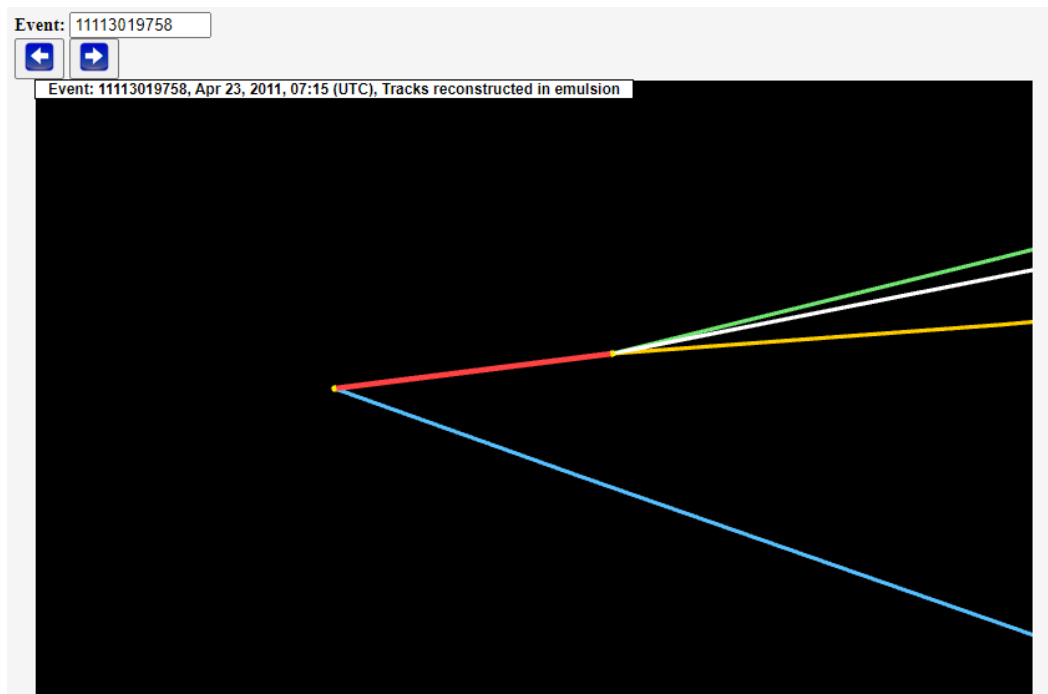 Event: 11113019758
Event: 11113019758, Apr 23, 2011, 07:15 (UTC), Tracks reconstructed in emulsion